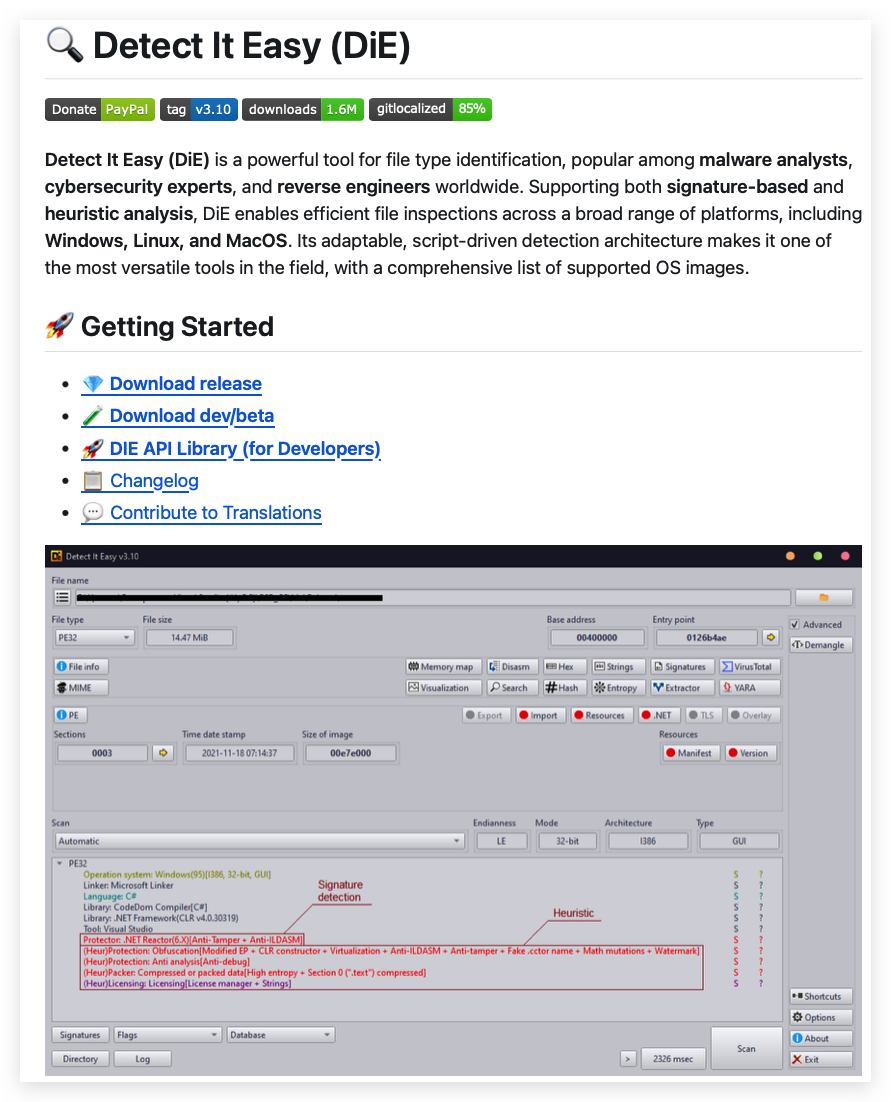 Detect It Easy (DiE)
Donate PayPal tag v3.10 downloads 1.6M gitlocalized 85%
Detect It Easy (DiE) is a powerful tool for file type identification, popular among malware analysts,
cybersecurity experts, and reverse engineers worldwide. Supporting both signature-based and
heuristic analysis, DiE enables efficient file inspections across a broad range of platforms, including
Windows, Linux, and MacOS. Its adaptable, script-driven detection architecture makes it one of
the most versatile tools in the field, with a comprehensive list of supported OS images.
Getting Started
Download release
Download dev/beta
DIE API Library (for Developers)
Changelog
Contribute to Translations
Detect It Easy v3.10
File name
File type File size Base address Entry point Advanced
PE32 14.47 MiB 00400000 0126b4ae Demangle
File info Memory map Disasm Hex Strings Signatures VirusTotal
MIME Visualization Search Hash Entropy Extractor YARA
PE Export Import Resources .NET TLS Overlay
Sections Time date stamp Size of image Resources
0003 2021-11-18 07:14:37 00e7e000 Manifest Version
Scan Endianness Mode Architecture Type
Automatic LE 32-bit I386 GUI
PE32
Operation system: Windows(95)[I386, 32-bit, GUI] S ?
Linker: Microsoft Linker S ?
Language: C# S ?
Library: CodeDom Compiler[C#] S ?
Library: .NET Framework(CLR v4.0.30319) S ?
Tool: Visual Studio S ?
Signature
detection
Heuristic
Protector: .NET Reactor(6.X)[Anti-Tamper + Anti-ILDASM] S ?
(Heur)Protection: Obfuscation[Modified EP + CLR constructor + Virtualization + Anti-ILDASM + Anti-tamper + Fake .cctor name + Math mutations + Watermark] S ?
(Heur)Protection: Anti analysis[Anti-debug] S ?
(Heur)Packer: Compressed or packed data[High entropy + Section 0 (".text") compressed] S ?
(Heur)Licensing: Licensing[License manager + Strings] S ?
Shortcuts
Options
Signatures Flags Database Scan About
Directory Log > 2326 msec Exit